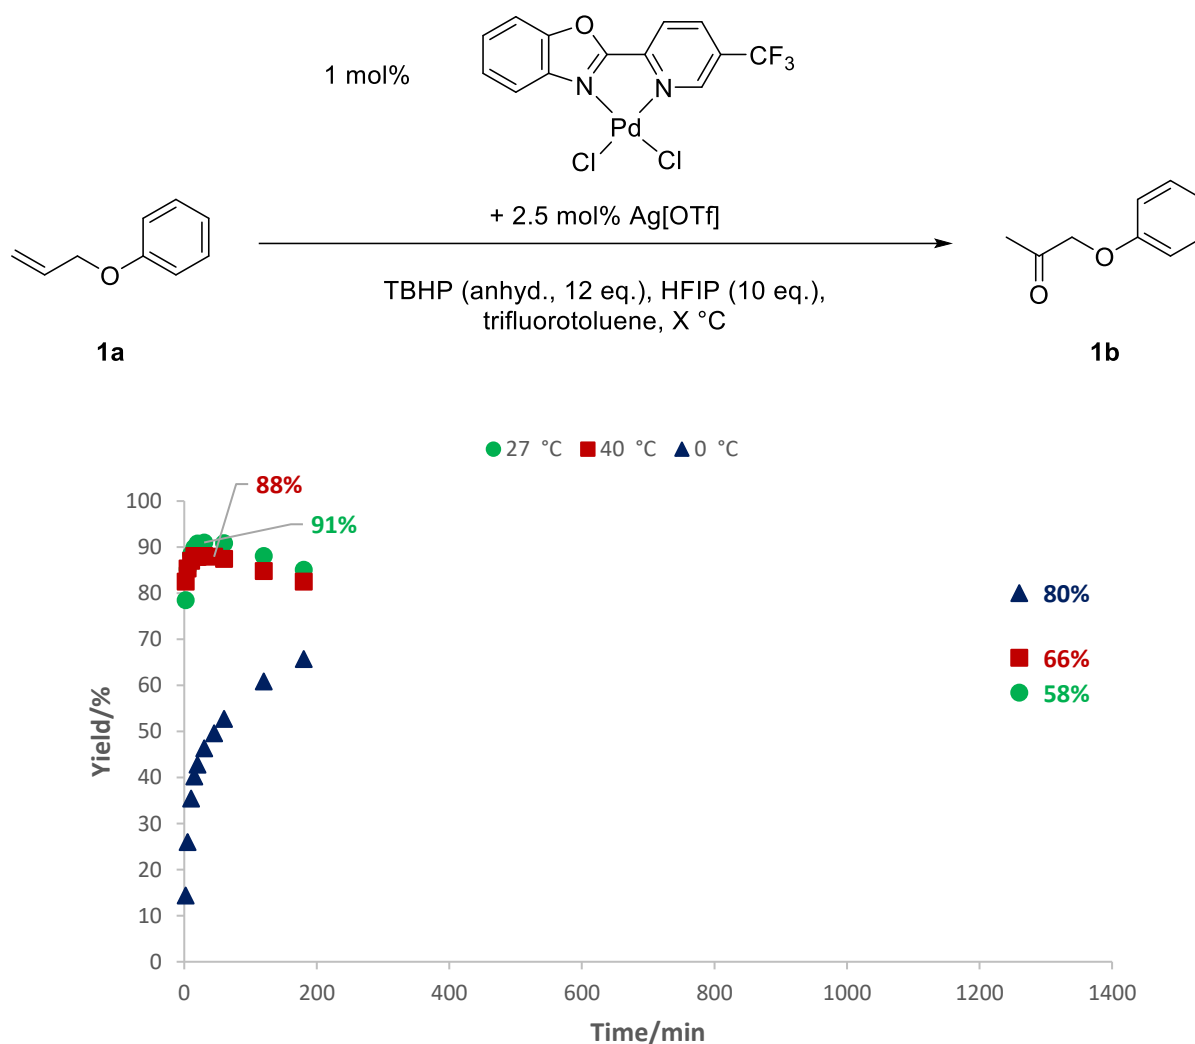 1 mol%
O
N
N
CF3
Pd
Cl
Cl
+ 2.5 mol% Ag[OTf]
O
TBHP (anhyd., 12 eq.), HFIP (10 eq.),
trifluorotoluene, X °C
O
O
1a
1b
27 °C
40 °C
0 °C
88%
91%
100
90
80
70
60
50
40
30
20
10
0
80%
66%
58%
Yield/%
0
200
400
600
800
1000
1200
1400
Time/min